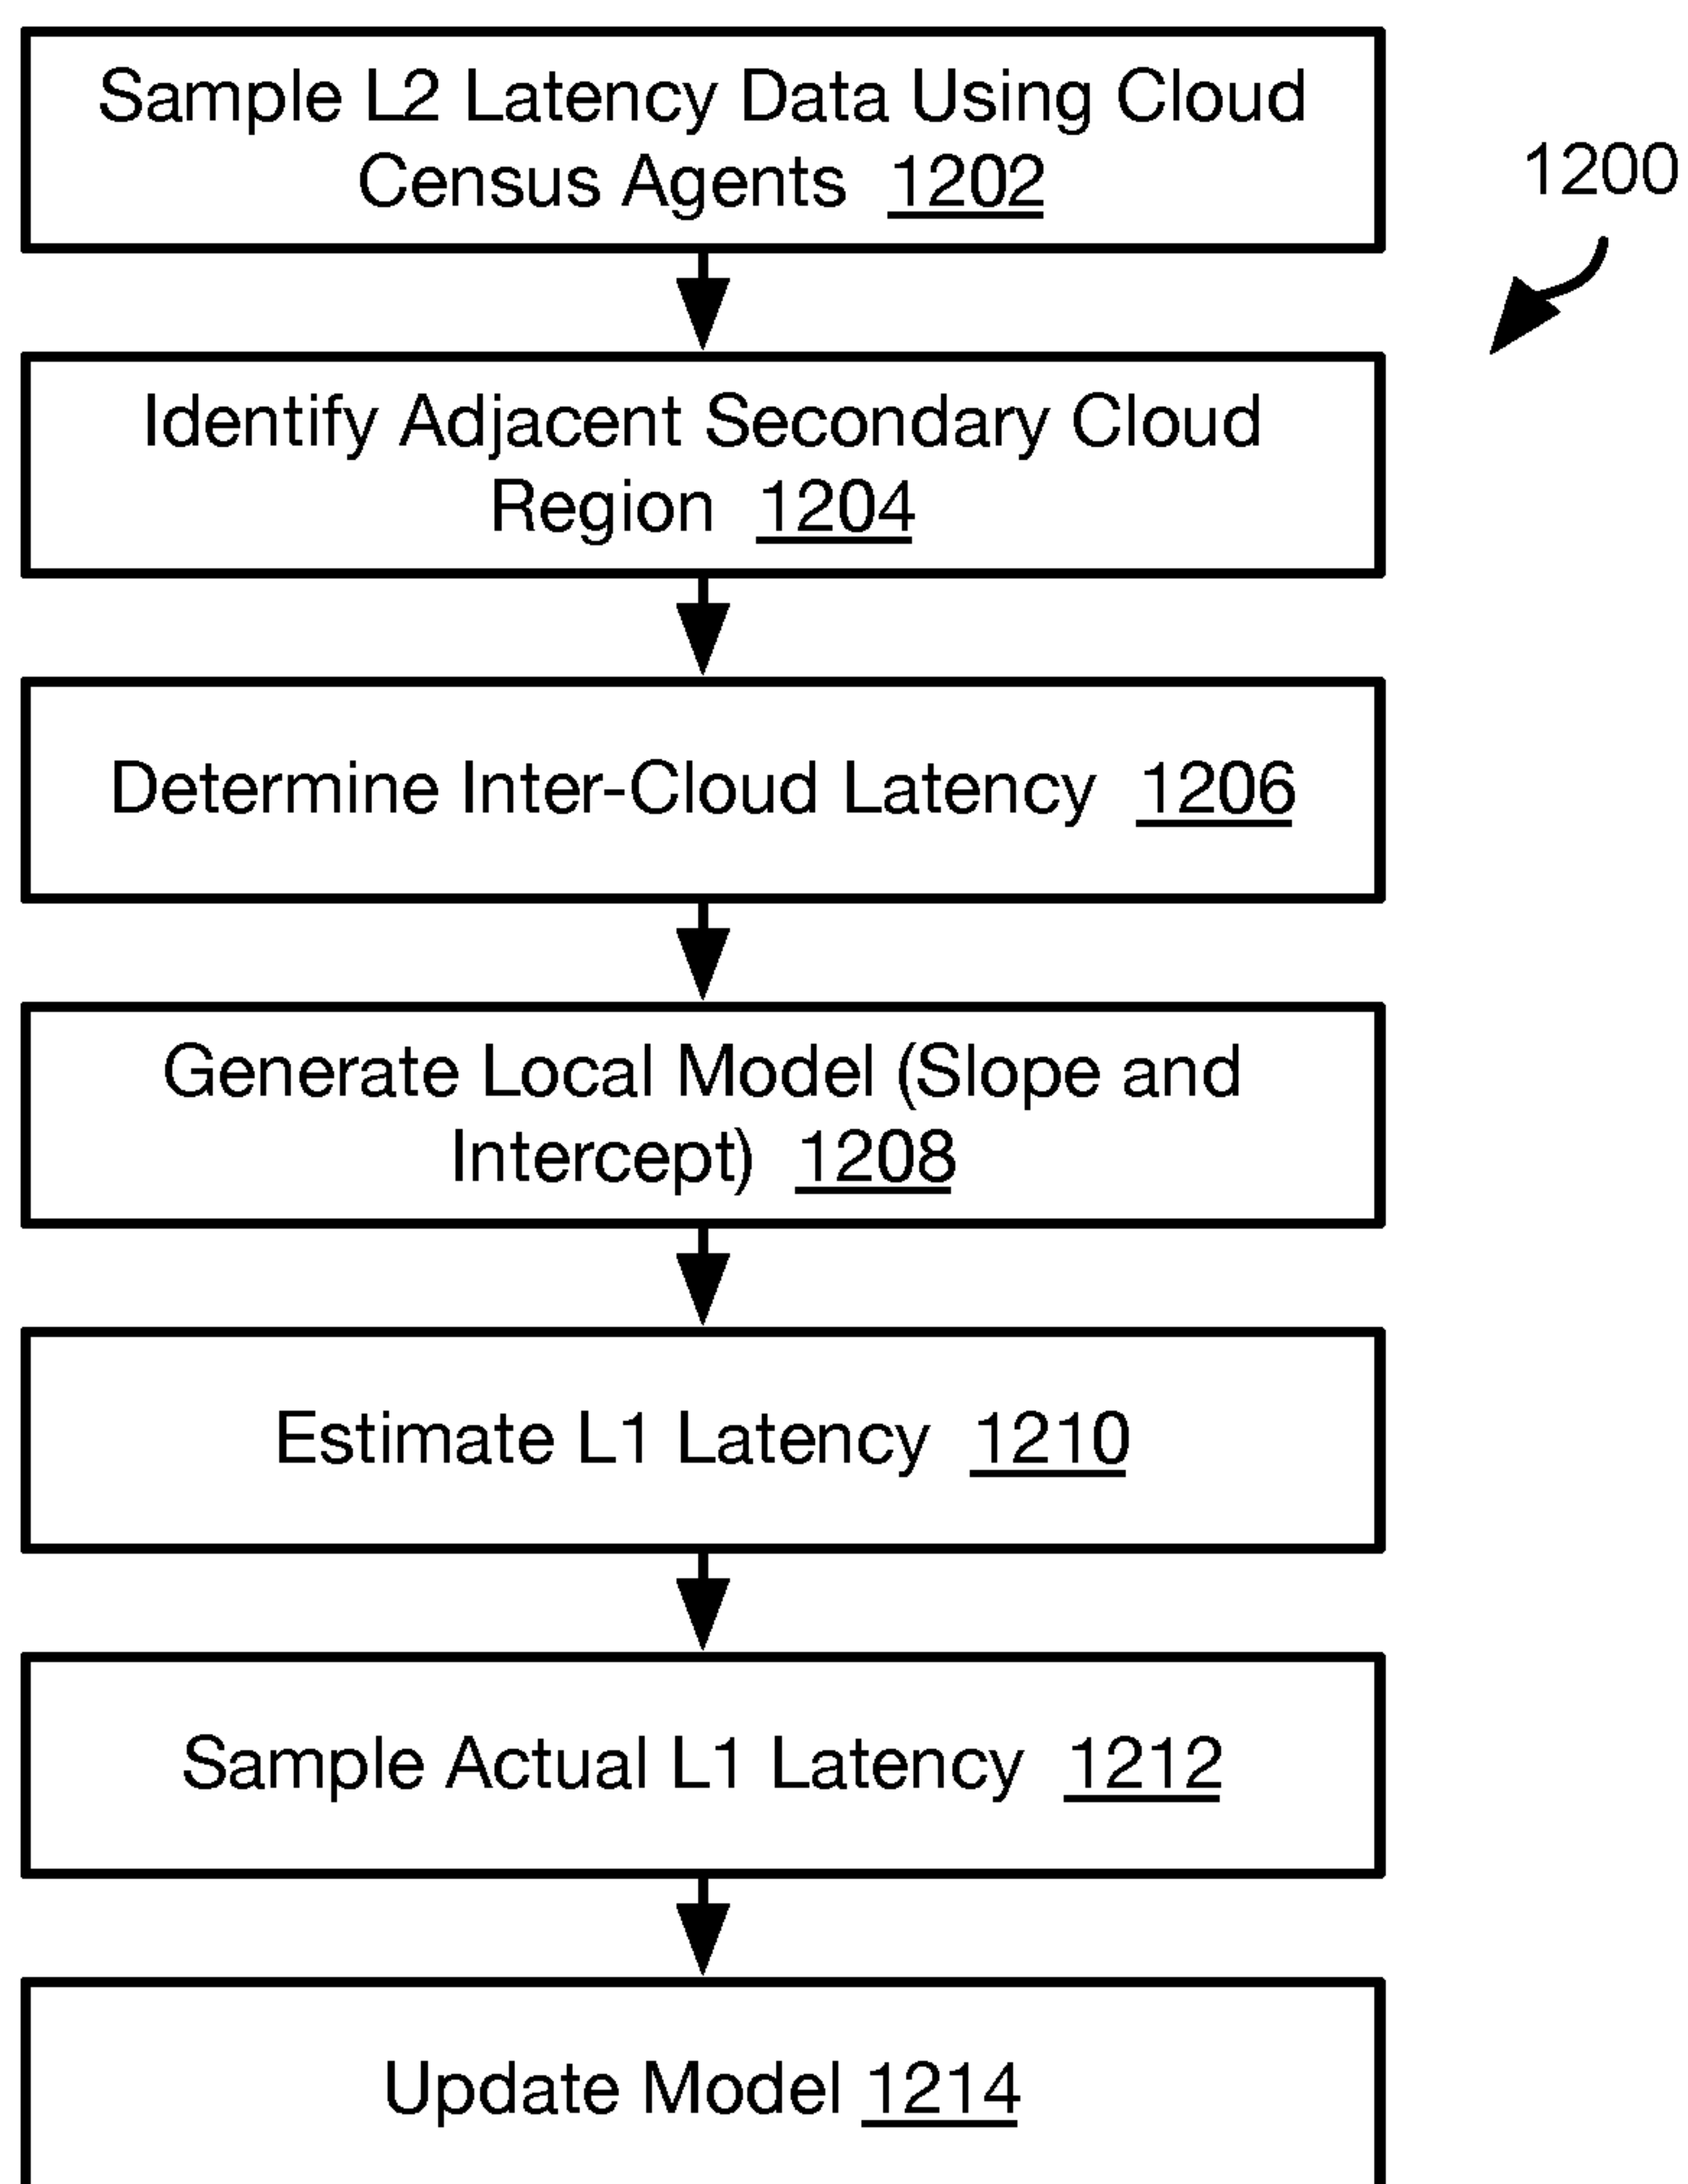 Sample L2 Latency Data Using Cloud
Census Agents 1202
1200
Identify Adjacent Secondary Cloud
Region 1204
Determine Inter-Cloud Latency 1206
Generate Local Model (Slope and
Intercept) 1208
Estimate L1 Latency 1210
Sample Actual L1 Latency 1212
Update Model 1214